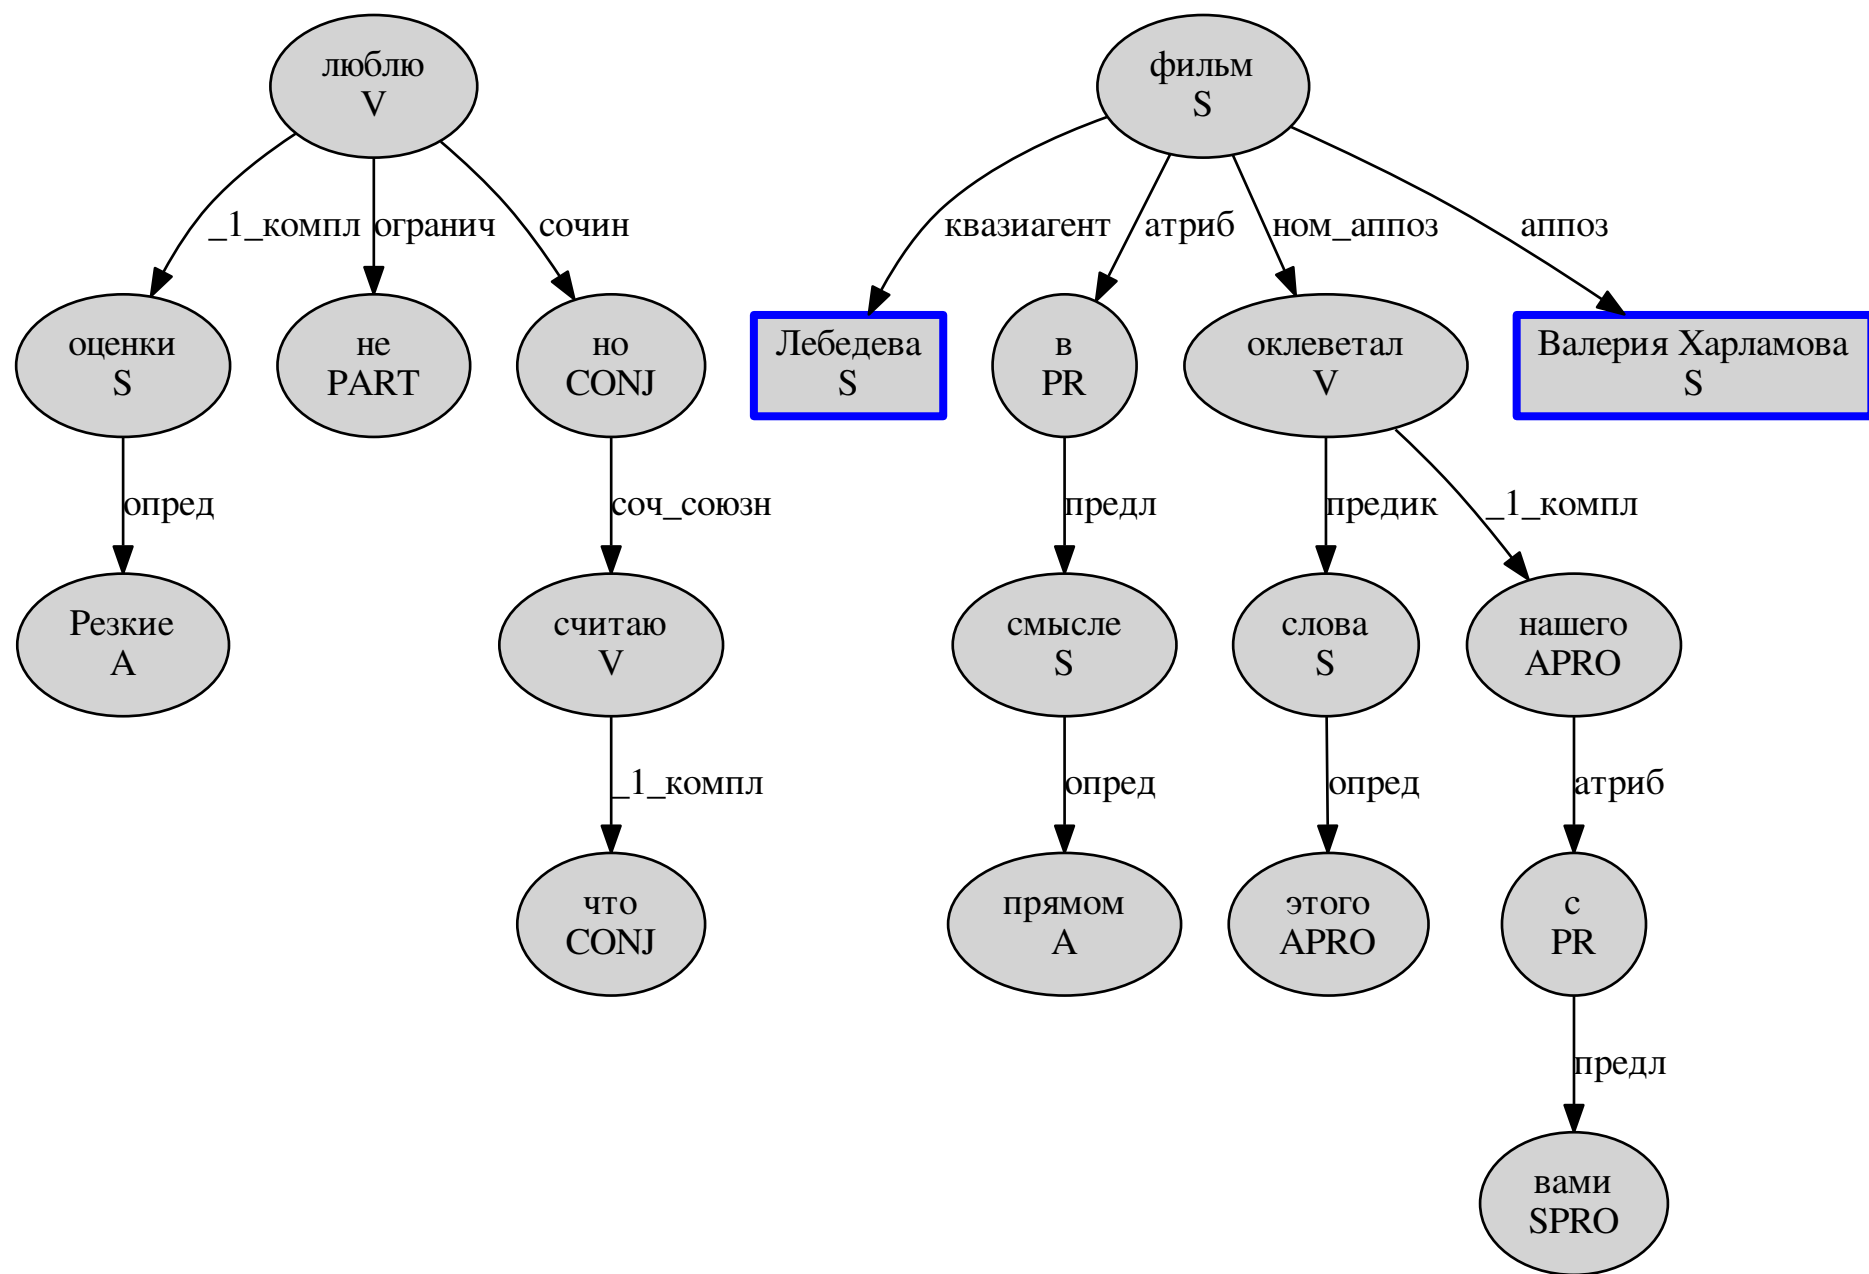 люблю
V
фильм
S
_1_компл
огранич
сочин
квазиагент
атриб
ном_аппоз
аппоз
оценки
S
не
PART
но
CONJ
Лебедева
S
в
PR
оклеветал
V
Валерия Харламова
S
опред
соч_союзн
предл
предик
_1_компл
Резкие
A
считаю
V
смысле
S
слова
S
нашего
APRO
_1_компл
опред
опред
атриб
что
CONJ
прямом
A
этого
APRO
с
PR
предл
вами
SPRO